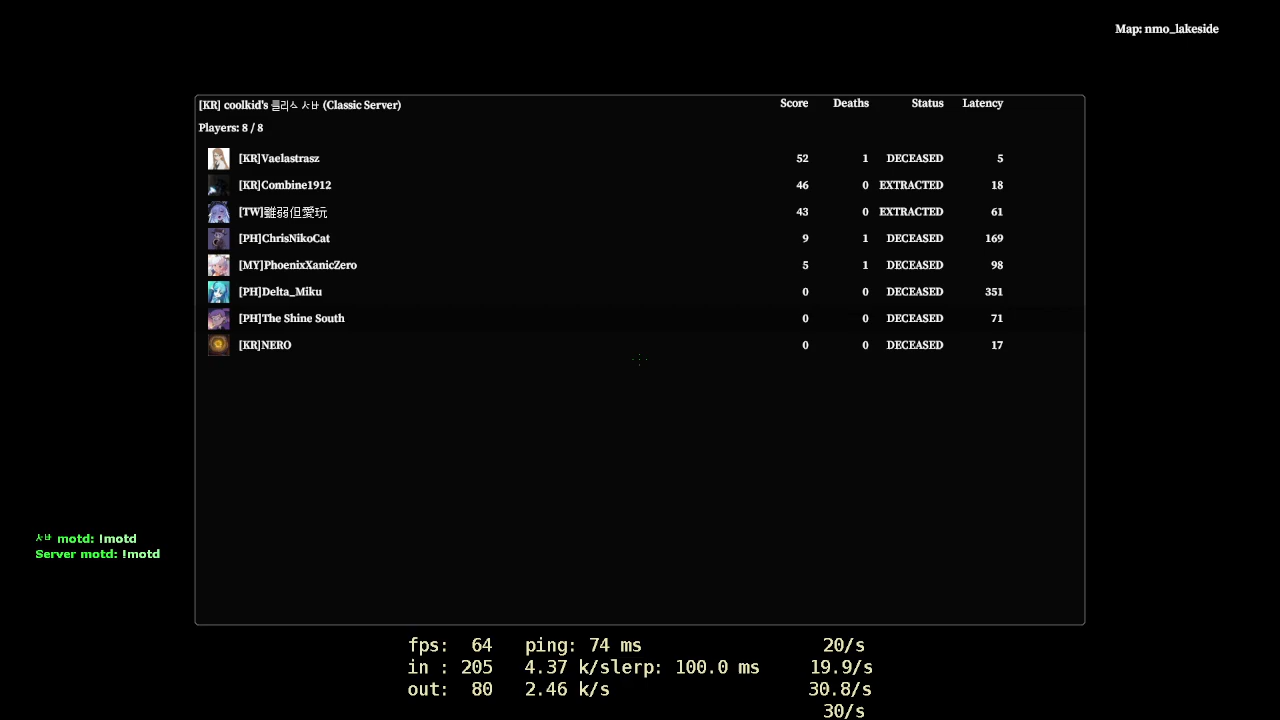 Map: nmo_lakeside
[KR] coolkid's 클래식 서버 (Classic Server) Score Deaths Status Latency
Players: 8 / 8
[KR]Vaelastrasz 52 1 DECEASED 5
[KR]Combine1912 46 0 EXTRACTED 18
[TW]雖弱但愛玩 43 0 EXTRACTED 61
[PH]ChrisNikoCat 9 1 DECEASED 169
[MY]PhoenixXanicZero 5 1 DECEASED 98
[PH]Delta_Miku 0 0 DECEASED 351
[PH]The Shine South 0 0 DECEASED 71
[KR]NERO 0 0 DECEASED 17
서버 motd: !motd
Server motd: !motd
fps: 64 ping: 74 ms 20/s
in : 205 4.37 k/slerp: 100.0 ms 19.9/s
out: 80 2.46 k/s 30.8/s
30/s